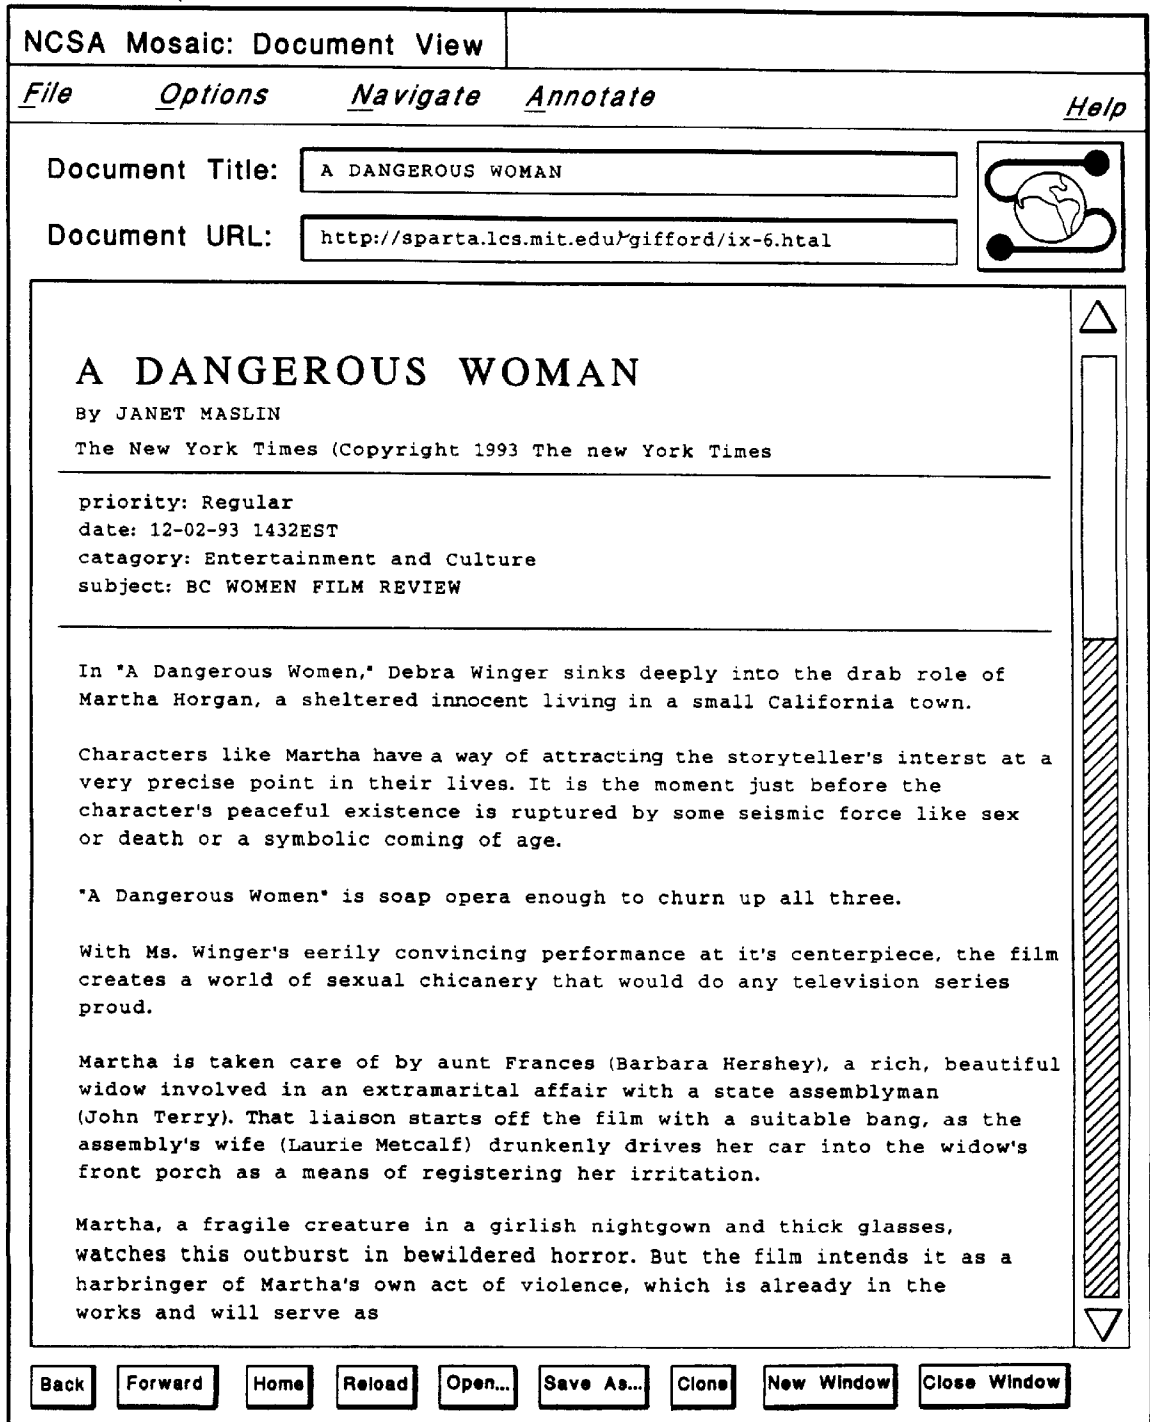 NCSA Mosaic: Document View
File Options Navigate Annotate Help
Document Title: A DANGEROUS WOMAN
Document URL: http://sparta.lcs.mit.edu/~gifford/ix-6.htal
A DANGEROUS WOMAN
By JANET MASLIN
The New York Times (Copyright 1993 The new York Times
priority: Regular
date: 12-02-93 1432EST
catagory: Entertainment and Culture
subject: BC WOMEN FILM REVIEW
In "A Dangerous Women," Debra Winger sinks deeply into the drab role of
Martha Horgan, a sheltered innocent living in a small California town.
Characters like Martha have a way of attracting the storyteller's interst at a
very precise point in their lives. It is the moment just before the
character's peaceful existence is ruptured by some seismic force like sex
or death or a symbolic coming of age.
"A Dangerous Women" is soap opera enough to churn up all three.
With Ms. Winger's eerily convincing performance at it's centerpiece, the film
creates a world of sexual chicanery that would do any television series
proud.
Martha is taken care of by aunt Frances (Barbara Hershey), a rich, beautiful
widow involved in an extramarital affair with a state assemblyman
(John Terry). That liaison starts off the film with a suitable bang, as the
assembly's wife (Laurie Metcalf) drunkenly drives her car into the widow's
front porch as a means of registering her irritation.
Martha, a fragile creature in a girlish nightgown and thick glasses,
watches this outburst in bewildered horror. But the film intends it as a
harbringer of Martha's own act of violence, which is already in the
works and will serve as
Back Forward Home Reload Open... Save As... Clone New Window Close Window